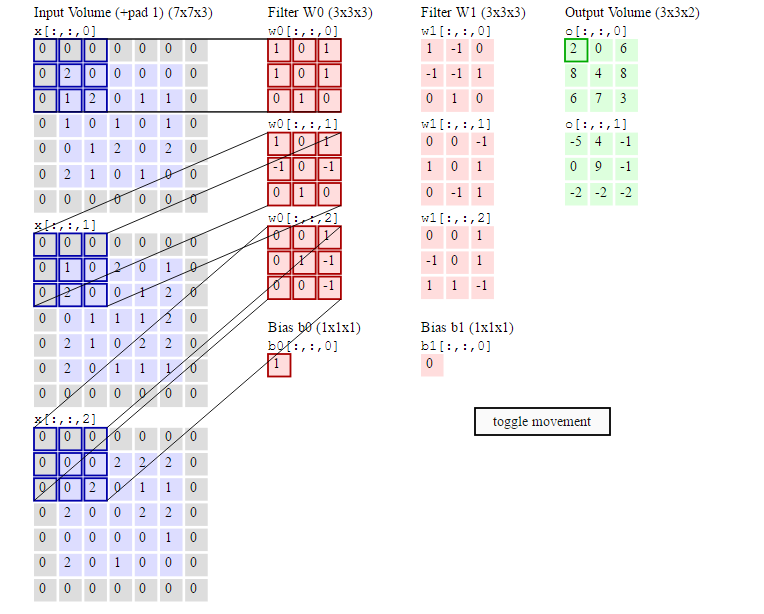 Input Volume (+pad 1) (7x7x3)
x[:,:,0]
0 0 0 0 0 0 0
0 2 0 0 0 0 0
0 1 2 0 1 1 0
0 1 0 1 0 1 0
0 0 1 2 0 2 0
0 2 1 0 1 0 0
0 0 0 0 0 0 0
x[:,:,1]
0 0 0 0 0 0 0
0 1 0 2 0 1 0
0 2 0 0 1 2 0
0 0 1 1 1 2 0
0 2 1 0 2 2 0
0 2 0 1 1 1 0
0 0 0 0 0 0 0
x[:,:,2]
0 0 0 0 0 0 0
0 0 0 2 2 2 0
0 0 2 0 1 1 0
0 2 0 0 2 2 0
0 0 0 0 0 1 0
0 2 0 1 0 0 0
0 0 0 0 0 0 0
Filter W0 (3x3x3)
w0[:,:,0]
1 0 1
1 0 1
0 1 0
w0[:,:,1]
1 0 1
-1 0 -1
0 1 0
w0[:,:,2]
0 0 1
0 1 -1
0 0 -1
Bias b0 (1x1x1)
b0[:,:,0]
1
Filter W1 (3x3x3)
w1[:,:,0]
1 -1 0
-1 -1 1
0 1 0
w1[:,:,1]
0 0 -1
1 0 1
0 -1 1
w1[:,:,2]
0 0 1
-1 0 1
1 1 -1
Bias b1 (1x1x1)
b1[:,:,0]
0
Output Volume (3x3x2)
o[:,:,0]
2 0 6
8 4 8
6 7 3
o[:,:,1]
-5 4 -1
0 9 -1
-2 -2 -2
toggle movement